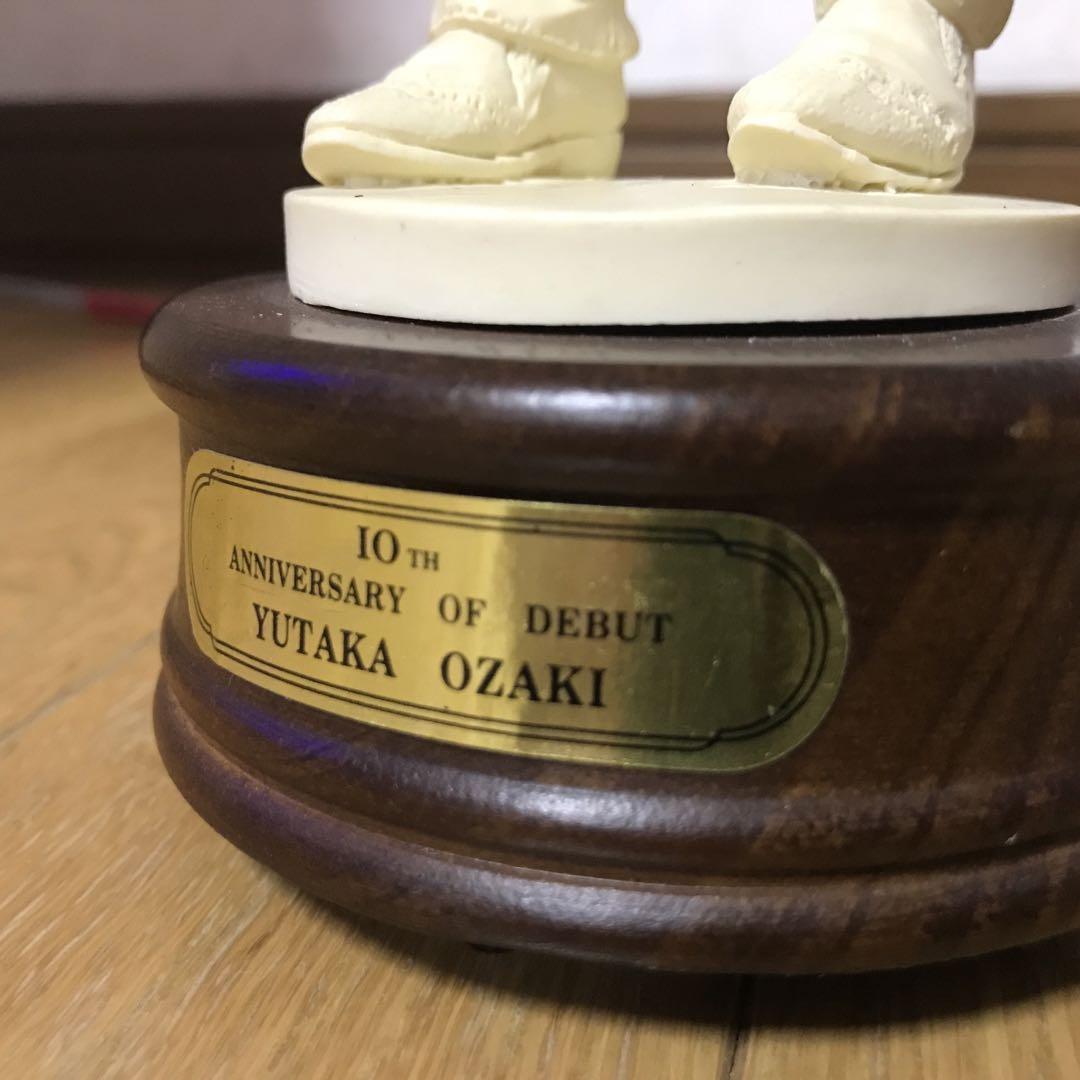 10TH
ANNIVERSARY OF DEBUT
YUTAKA OZAKI